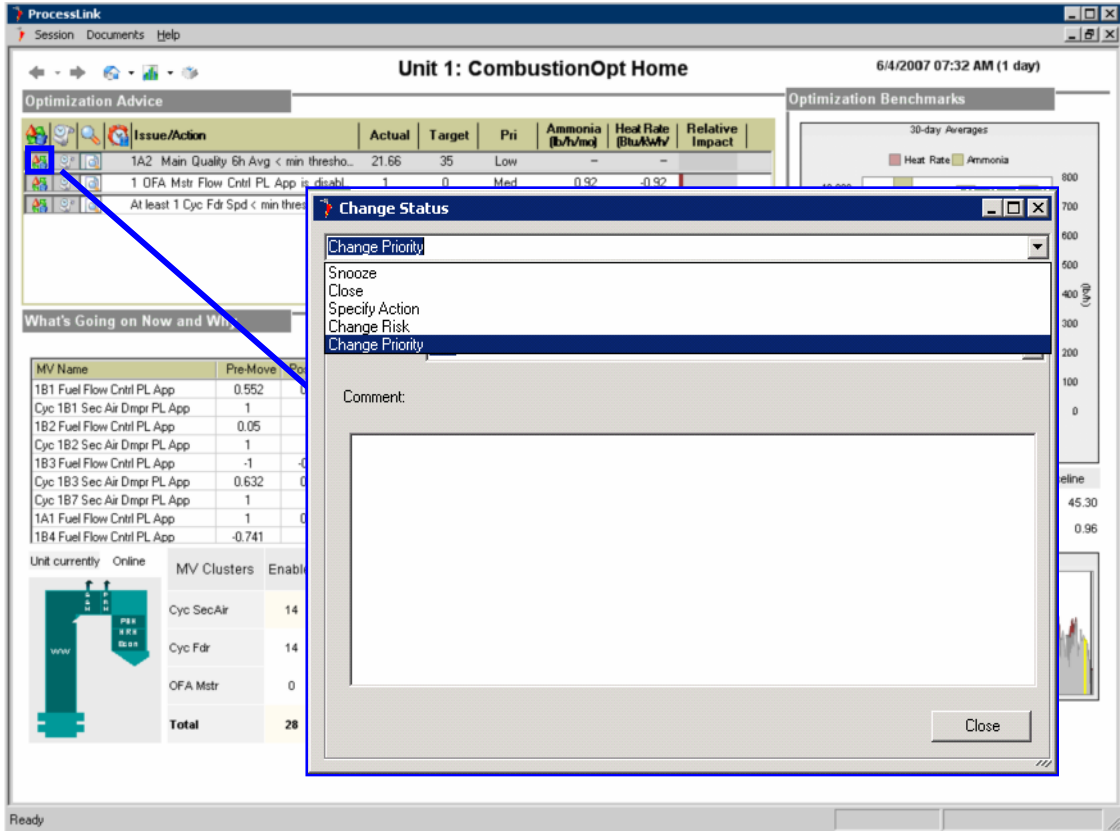 ProcessLink
Session Documents Help
Unit 1: CombustionOpt Home
6/4/2007 07:32 AM (1 day)
Optimization Advice
Optimization Benchmarks
Issue/Action Actual Target Pri Ammonia (lb/h/mo) Heat Rate (Btu/kWh/ Relative Impact
1A2 Main Quality 6h Avg < min thresho... 21.66 35 Low – –
1 OFA Mstr Flow Cntrl PL App is disabl... 1 0 Med 0.92 -0.92
At least 1 Cyc Fdr Spd < min thres
30-day Averages
Heat Rate Ammonia
800
700
600
500
400
300
200
100
0
(lb/h)
Change Status
Change Priority
Snooze
Close
Specify Action
Change Risk
Change Priority
Comment:
Close
What's Going on Now and Why
MV Name Pre-Move
1B1 Fuel Flow Cntrl PL App 0.552
Cyc 1B1 Sec Air Dmpr PL App 1
1B2 Fuel Flow Cntrl PL App 0.05
Cyc 1B2 Sec Air Dmpr PL App 1
1B3 Fuel Flow Cntrl PL App -1
Cyc 1B3 Sec Air Dmpr PL App 0.632
Cyc 1B7 Sec Air Dmpr PL App 1
1A1 Fuel Flow Cntrl PL App 1
1B4 Fuel Flow Cntrl PL App -0.741
eline
45.30
0.96
Unit currently Online
MV Clusters Enable
Cyc SecAir 14
Cyc Fdr 14
OFA Mstr 0
Total 28
WW
Ready